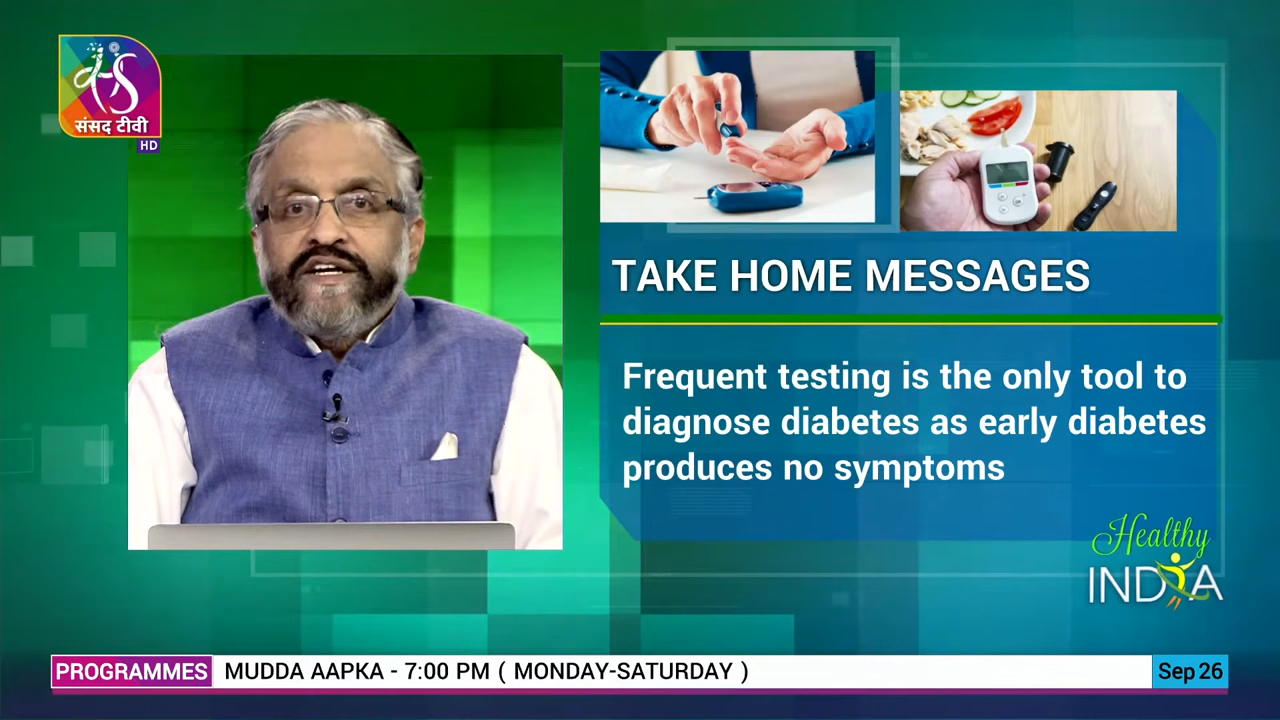 संसद टीवी
HD
TAKE HOME MESSAGES
Frequent testing is the only tool to
diagnose diabetes as early diabetes
produces no symptoms
Healthy
INDIA
PROGRAMMES MUDDA AAPKA - 7:00 PM ( MONDAY-SATURDAY ) Sep 26